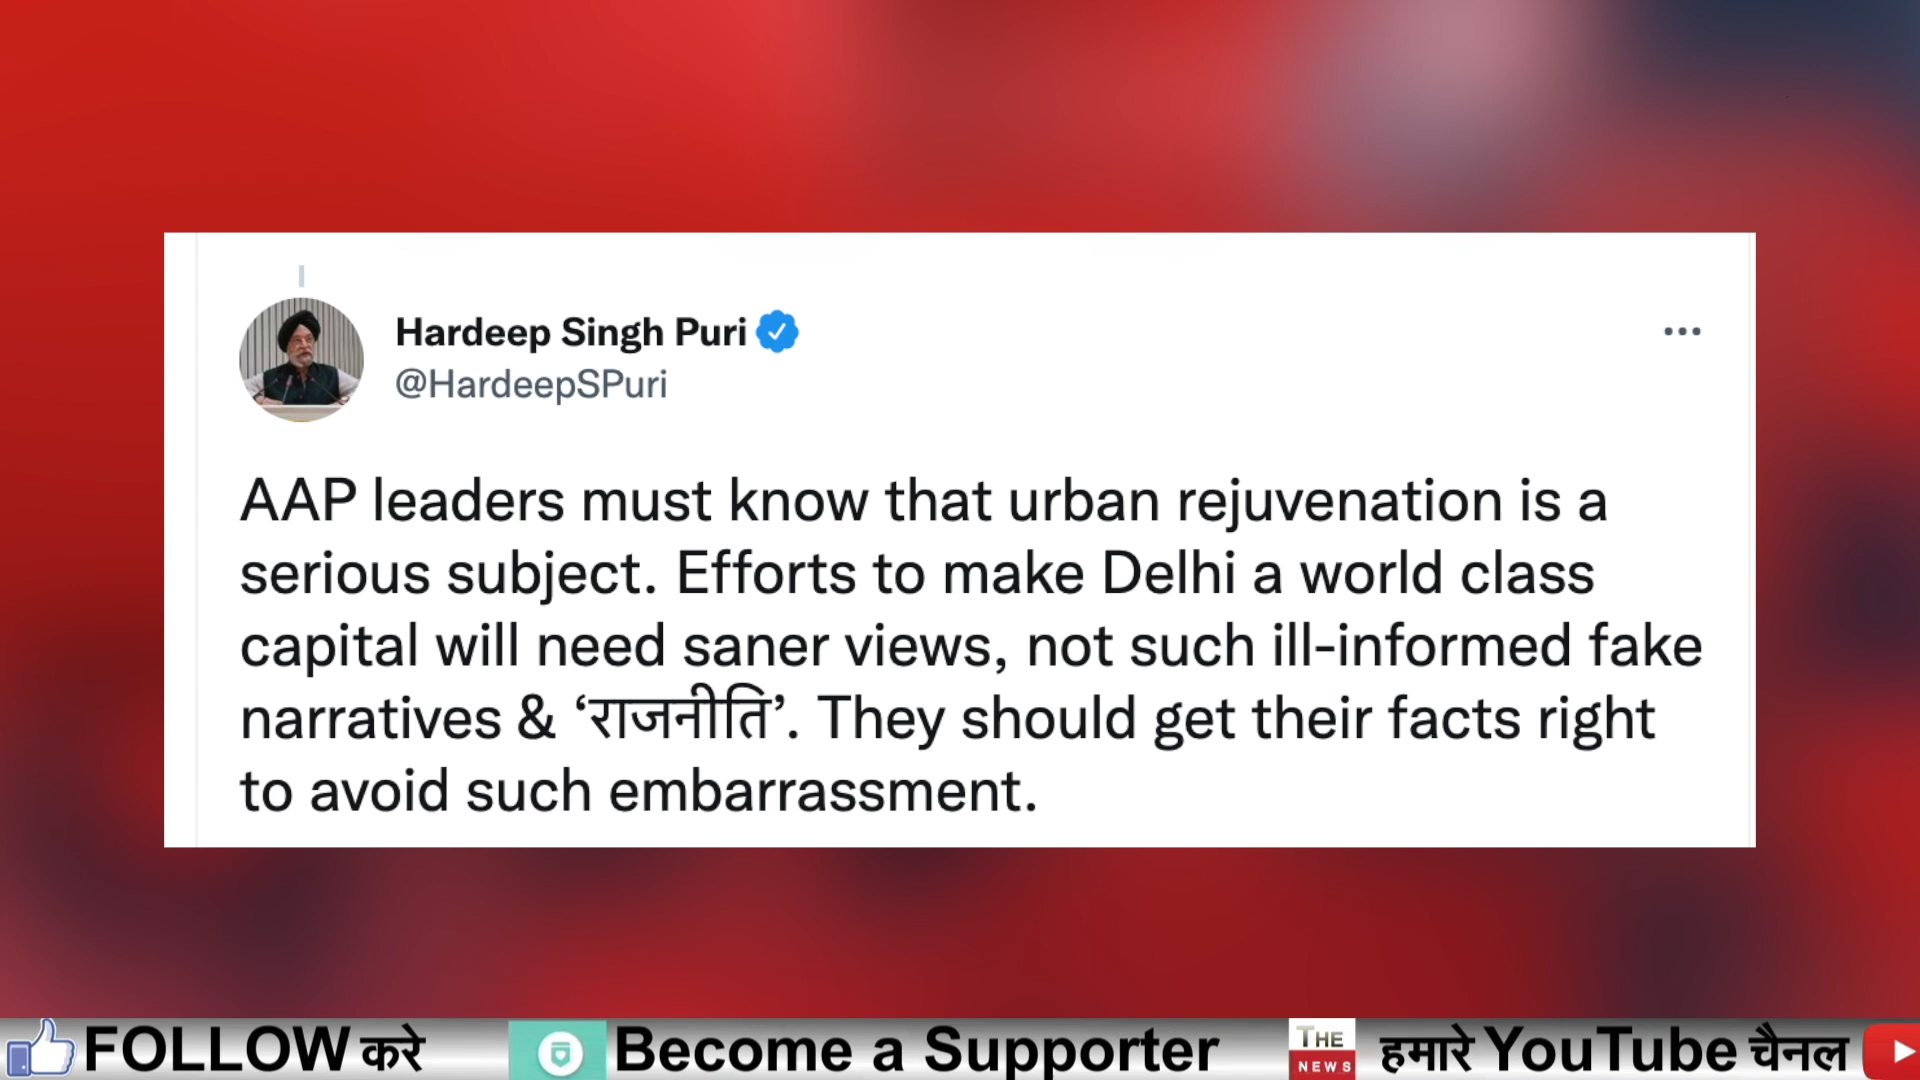 Hardeep Singh Puri
@HardeepSPuri
AAP leaders must know that urban rejuvenation is a
serious subject. Efforts to make Delhi a world class
capital will need saner views, not such ill-informed fake
narratives & ‘राजनीति’. They should get their facts right
to avoid such embarrassment.
FOLLOW करे Become a Supporter THE NEWS हमारे YouTube चैनल